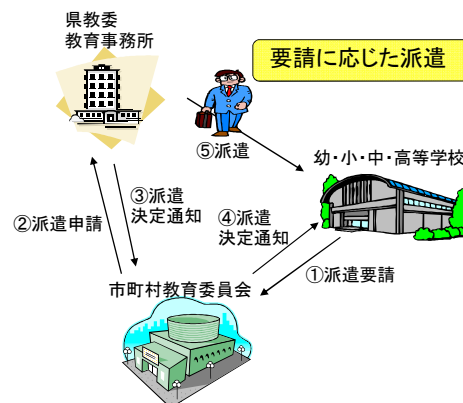 県教委
教育事務所
要請に応じた派遣
⑤派遣
幼・小・中・高等学校
③派遣
決定通知
②派遣申請
④派遣
決定通知
①派遣要請
市町村教育委員会